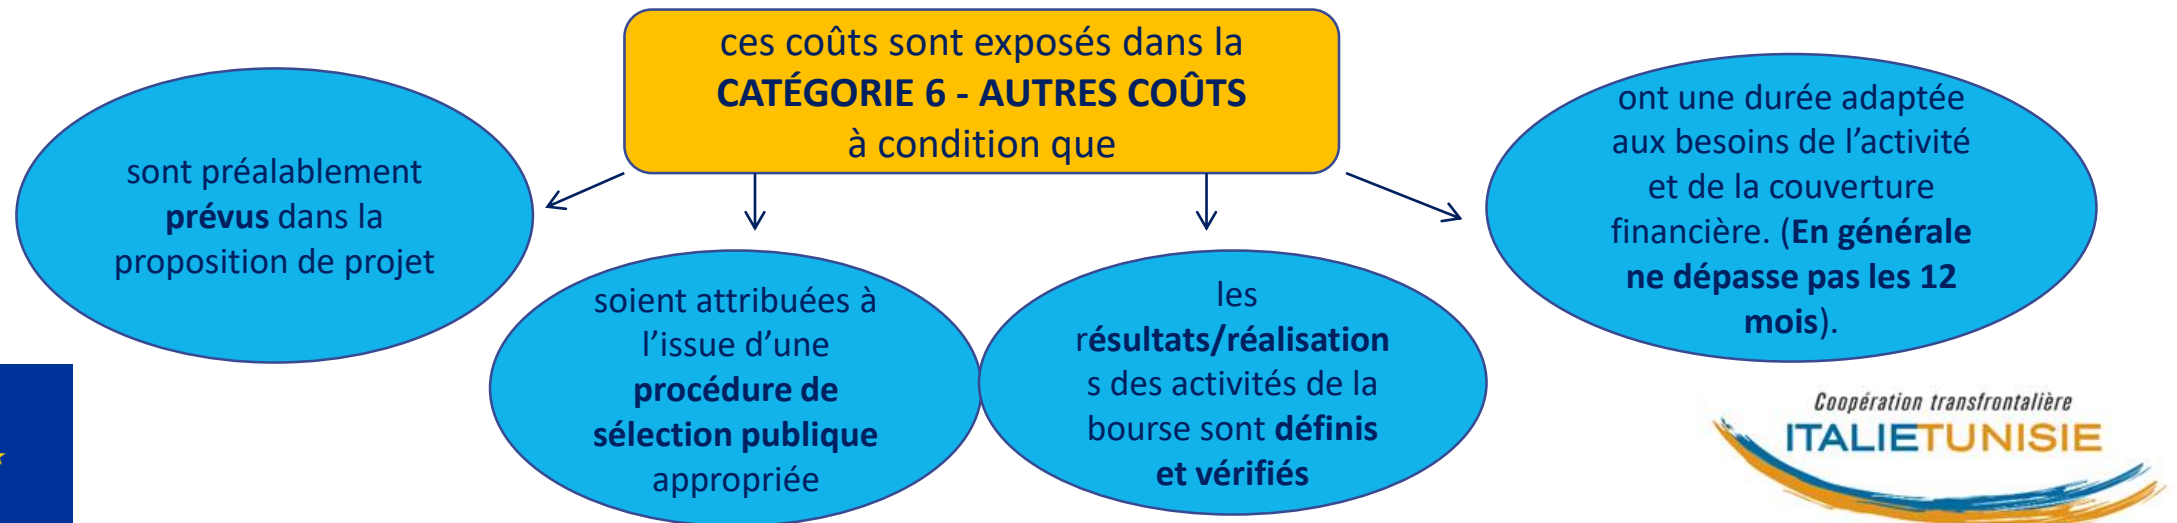 ces coûts sont exposés dans la
CATÉGORIE 6 - AUTRES COÛTS
à condition que
sont préalablement
prévus dans la
proposition de projet
soient attribuées à
l’issue d’une
procédure de
sélection publique
appropriée
les
résultats/réalisation
s des activités de la
bourse sont définis
et vérifiés
ont une durée adaptée
aux besoins de l’activité
et de la couverture
financière. (En générale
ne dépasse pas les 12
mois).
Coopération transfrontalière
ITALIETUNISIE